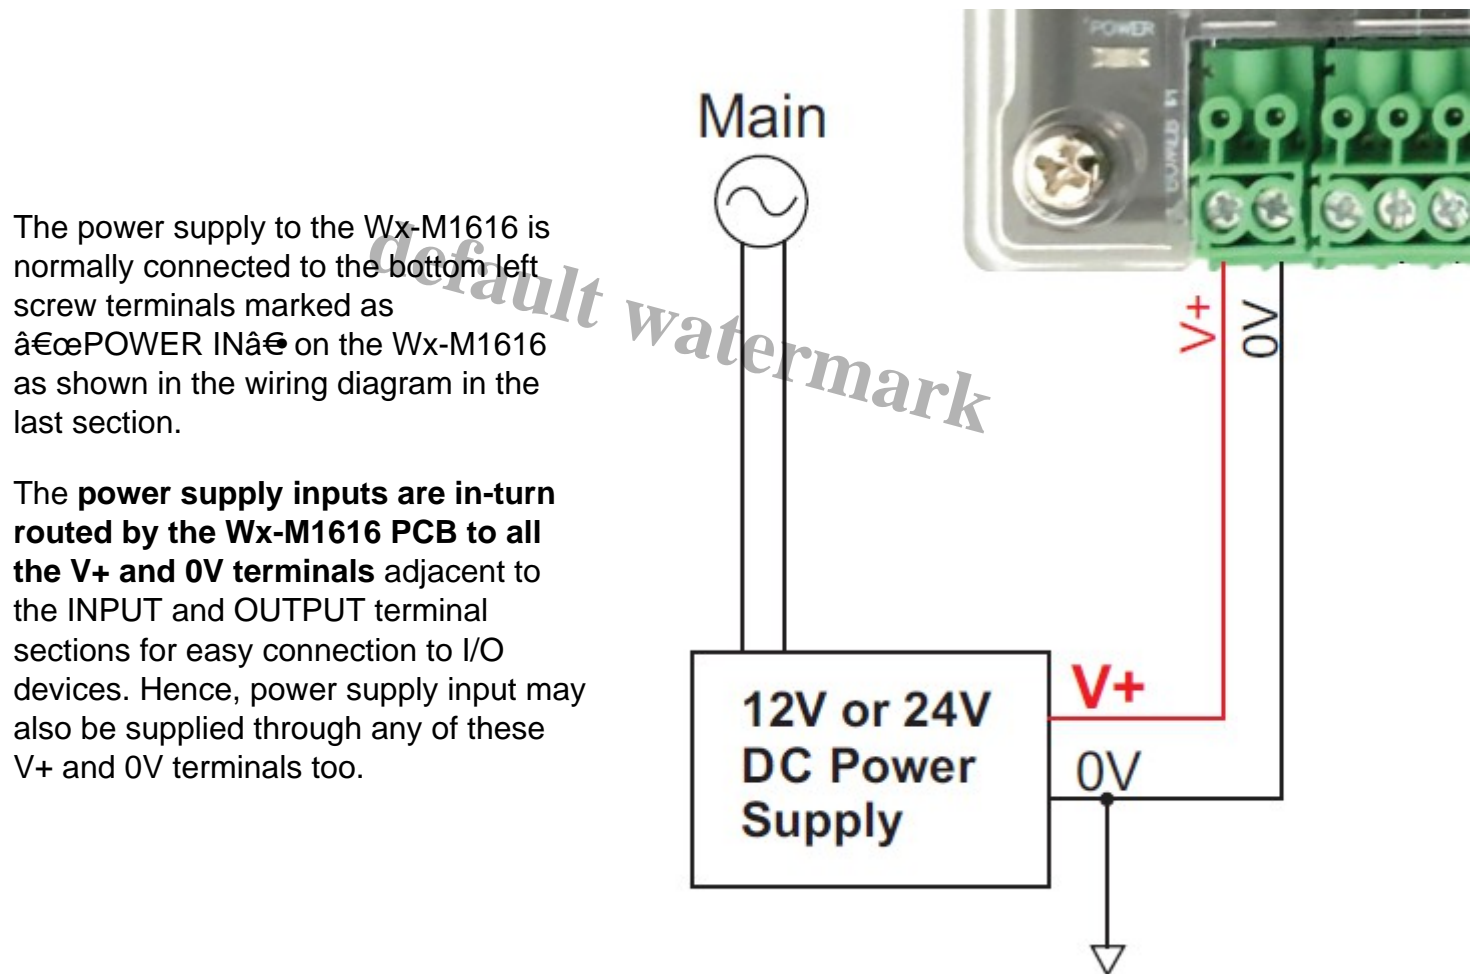 The power supply to the Wx-M1616 is
normally connected to the bottom left
screw terminals marked as
â€œPOWER INâ€• on the Wx-M1616
as shown in the wiring diagram in the
last section.
The power supply inputs are in-turn
routed by the Wx-M1616 PCB to all
the V+ and 0V terminals adjacent to
the INPUT and OUTPUT terminal
sections for easy connection to I/O
devices. Hence, power supply input may
also be supplied through any of these
V+ and 0V terminals too.
default watermark
Main
POWER
V+
0V
12V or 24V
DC Power
Supply
V+
0V